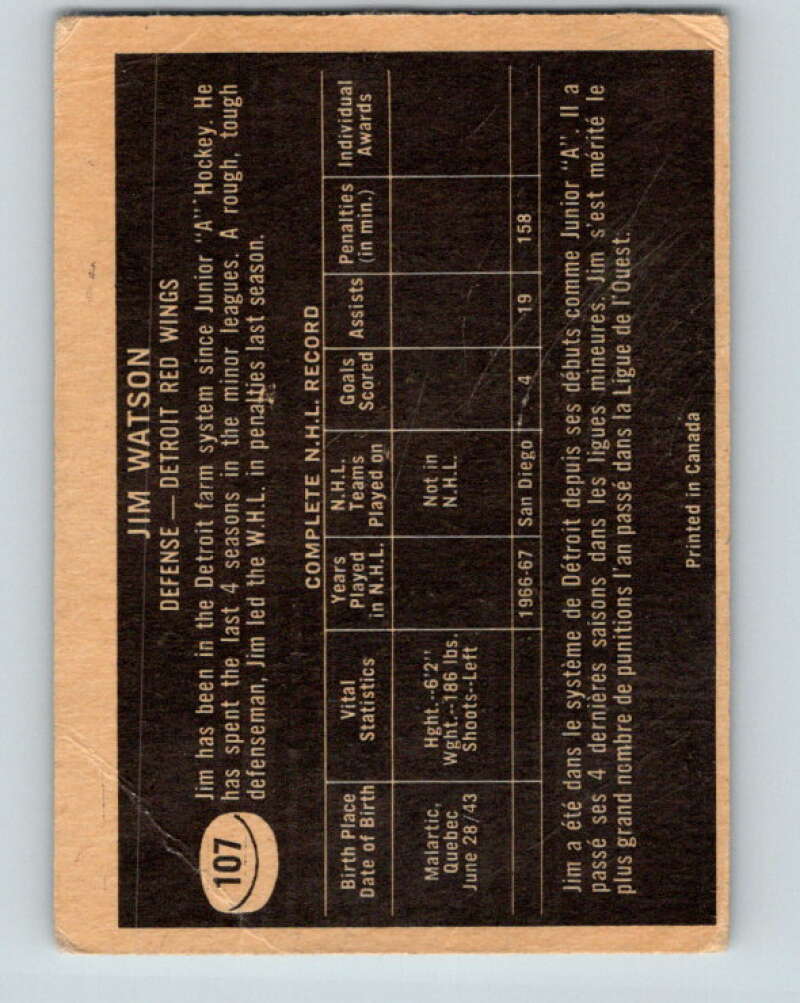 JIM WATSON
DEFENSE — DETROIT RED WINGS
107
Jim has been in the Detroit farm system since Junior "A" Hockey. He
has spent the last 4 seasons in the minor leagues. A rough, tough
defenseman, Jim led the W.H.L. in penalties last season.
COMPLETE N.H.L. RECORD
Birth Place
Date of Birth
Vital
Statistics
Years
Played
in N.H.L.
N.H.L.
Teams
Played on
Goals
Scored
Assists
Penalties
(in min.)
Individual
Awards
Malartic,
Quebec
June 28/43
Hght.--6'2"
Wght.--186 lbs.
Shoots--Left
Not in
N.H.L.
1966-67 San Diego 4 19 158
Jim a été dans le système de Détroit depuis ses débuts comme Junior "A". Il a
passé ses 4 dernières saisons dans les ligues mineures. Jim s'est mérité le
plus grand nombre de punitions l'an passé dans la Ligue de l'Ouest.
Printed in Canada